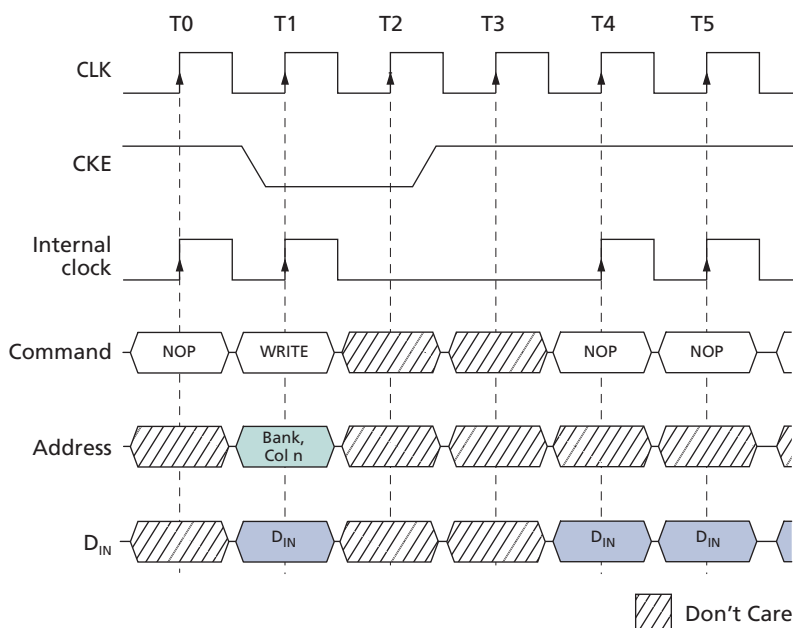 T0 T1 T2 T3 T4 T5
CLK
CKE
Internal
clock
Command NOP WRITE NOP NOP
Address Bank,
Col n
DIN DIN DIN DIN
Don't Care